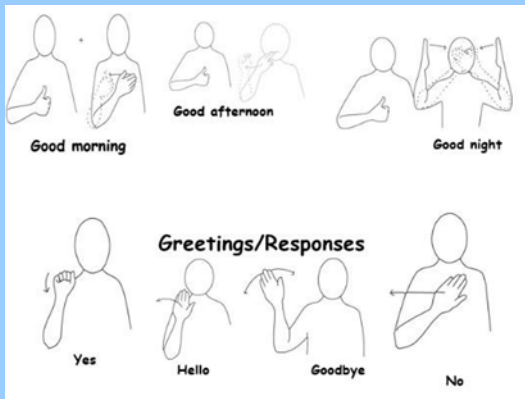 Good morning
Good afternoon
Good night
Greetings/Responses
Yes
Hello
Goodbye
No